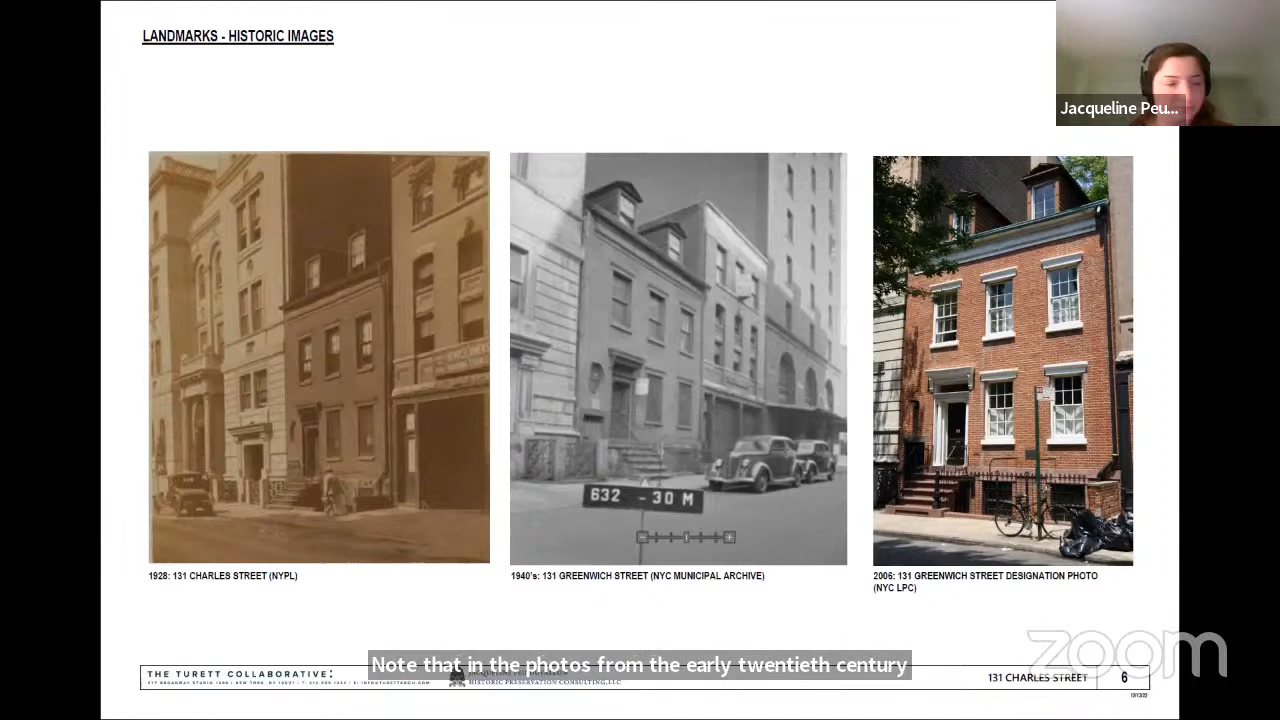 LANDMARKS - HISTORIC IMAGES
Jacqueline Peu...
632 - 30 M
1928: 131 CHARLES STREET (NYPL)
1940's: 131 GREENWICH STREET (NYC MUNICIPAL ARCHIVE)
2006: 131 GREENWICH STREET DESIGNATION PHOTO
(NYC LPC)
Note that in the photos from the early twentieth century
THE TURETT COLLABORATIVE:
HISTORIC PRESERVATION CONSULTING, LLC
131 CHARLES STREET 6
zoom